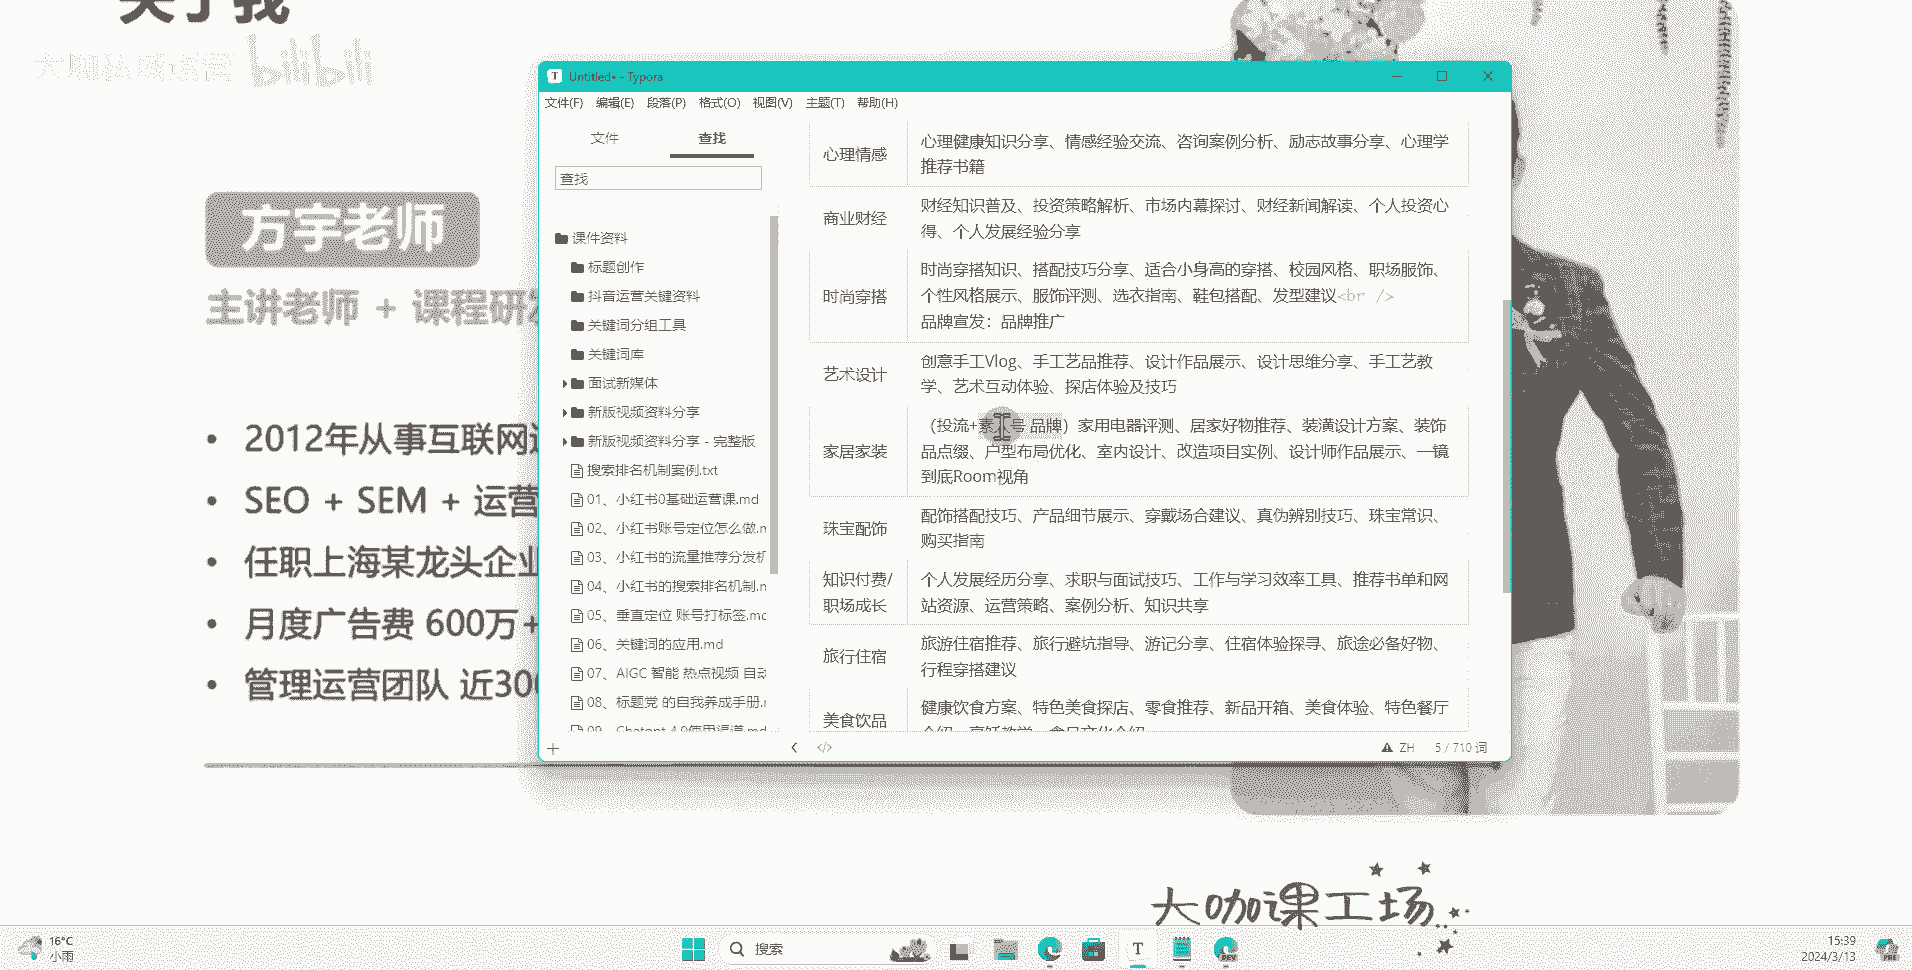 关于我
大咖私域运营 bilibili
方宇老师
主讲老师 + 课程研发
• 2012年从事互联网运
• SEO + SEM + 运营
• 任职上海某龙头企业
• 月度广告费 600万+
• 管理运营团队 近300
Untitled• - Typora
文件(F) 编辑(E) 段落(P) 格式(O) 视图(V) 主题(T) 帮助(H)
文件 查找
查找
课件资料
标题创作
抖音运营关键资料
关键词分组工具
关键词库
面试新媒体
新版视频资料分享
新版视频资料分享 - 完整版
搜索排名机制案例.txt
01、小红书0基础运营课.md
02、小红书账号定位怎么做.m
03、小红书的流量推荐分发机
04、小红书的搜索排名机制.m
05、垂直定位 账号打标签.md
06、关键词的应用.md
07、AIGC 智能 热点视频 自动
08、标题党 的自我养成手册.m
09、Chatgpt 4.0使用渠道.md
心理情感
心理健康知识分享、情感经验交流、咨询案例分析、励志故事分享、心理学
推荐书籍
商业财经
财经知识普及、投资策略解析、市场内幕探讨、财经新闻解读、个人投资心
得、个人发展经验分享
时尚穿搭
时尚穿搭知识、搭配技巧分享、适合小身高的穿搭、校园风格、职场服饰、
个性风格展示、服饰评测、选衣指南、鞋包搭配、发型建议<br />
品牌宣发：品牌推广
艺术设计
创意手工Vlog、手工艺品推荐、设计作品展示、设计思维分享、手工艺教
学、艺术互动体验、探店体验及技巧
家居家装
（投流+素人号 品牌）家用电器评测、居家好物推荐、装潢设计方案、装饰
品点缀、户型布局优化、室内设计、改造项目实例、设计师作品展示、一镜
到底Room视角
珠宝配饰
配饰搭配技巧、产品细节展示、穿戴场合建议、真伪辨别技巧、珠宝常识、
购买指南
知识付费/
职场成长
个人发展经历分享、求职与面试技巧、工作与学习效率工具、推荐书单和网
站资源、运营策略、案例分析、知识共享
旅行住宿
旅游住宿推荐、旅行避坑指导、游记分享、住宿体验探寻、旅途必备好物、
行程穿搭建议
美食饮品
健康饮食方案、特色美食探店、零食推荐、新品开箱、美食体验、特色餐厅
介绍、烹饪教学、食品文化介绍
</> ZH 5 / 710 词
大咖课工场
16°C
小雨
搜索
DEV
15:39
2024/3/13
PRE